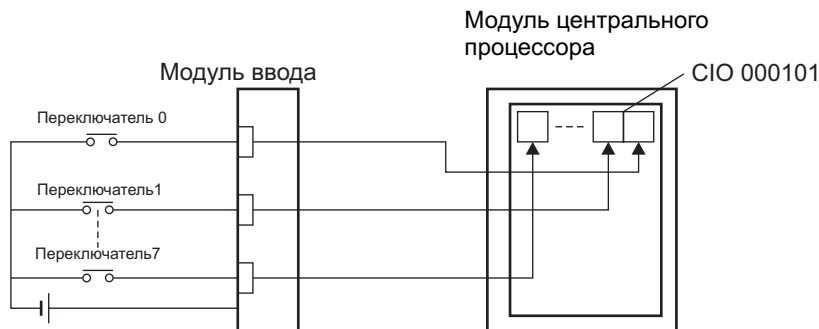 Модуль центрального
процессора
CIO 000101
Модуль ввода
Переключатель 0
Переключатель1
Переключатель7